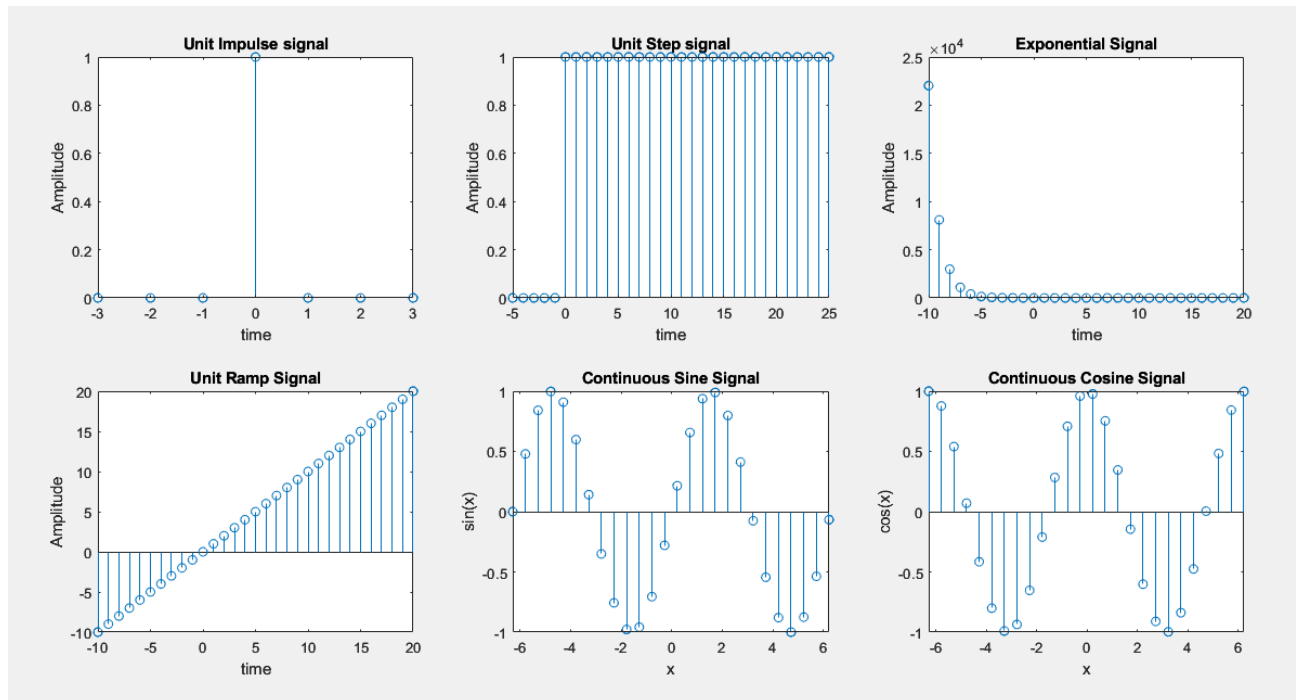 Unit Impulse signal
1
0.8
0.6
0.4
0.2
0
Amplitude
-3 -2 -1 0 1 2 3
time
Unit Step signal
1
0.8
0.6
0.4
0.2
0
Amplitude
-5 0 5 10 15 20 25
time
Exponential Signal
×10⁴
2.5
2
1.5
1
0.5
0
Amplitude
-10 -5 0 5 10 15 20
time
Unit Ramp Signal
20
15
10
5
0
-5
-10
Amplitude
-10 -5 0 5 10 15 20
time
Continuous Sine Signal
1
0.5
0
-0.5
-1
sin(x)
-6 -4 -2 0 2 4 6
x
Continuous Cosine Signal
1
0.5
0
-0.5
-1
cos(x)
-6 -4 -2 0 2 4 6
x